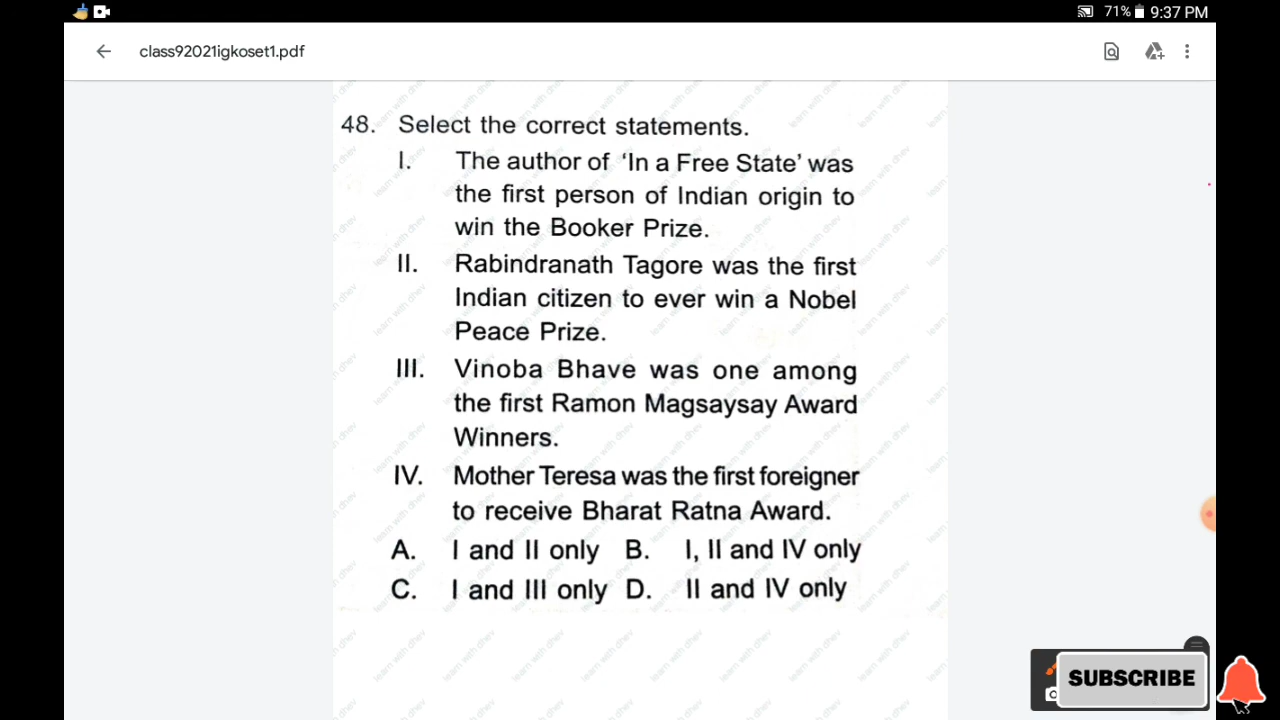 71% 9:37 PM
class92021igkoset1.pdf
48. Select the correct statements.
I. The author of ‘In a Free State’ was
the first person of Indian origin to
win the Booker Prize.
II. Rabindranath Tagore was the first
Indian citizen to ever win a Nobel
Peace Prize.
III. Vinoba Bhave was one among
the first Ramon Magsaysay Award
Winners.
IV. Mother Teresa was the first foreigner
to receive Bharat Ratna Award.
A. I and II only B. I, II and IV only
C. I and III only D. II and IV only
learn with dhev
SUBSCRIBE